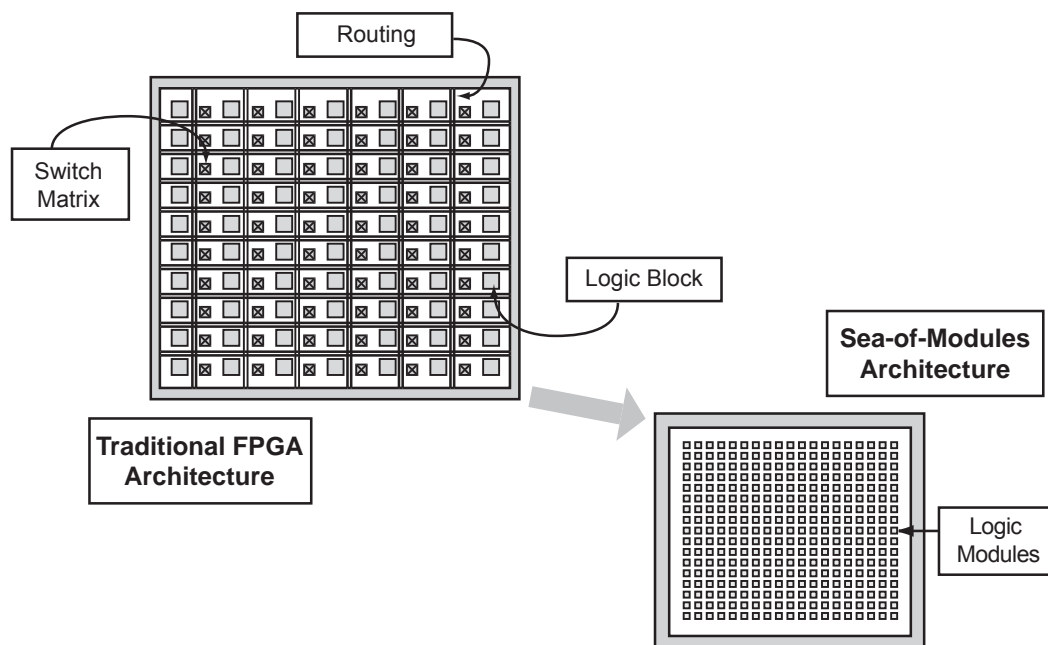 Routing
Switch
Matrix
Logic Block
Sea-of-Modules
Architecture
Traditional FPGA
Architecture
Logic
Modules